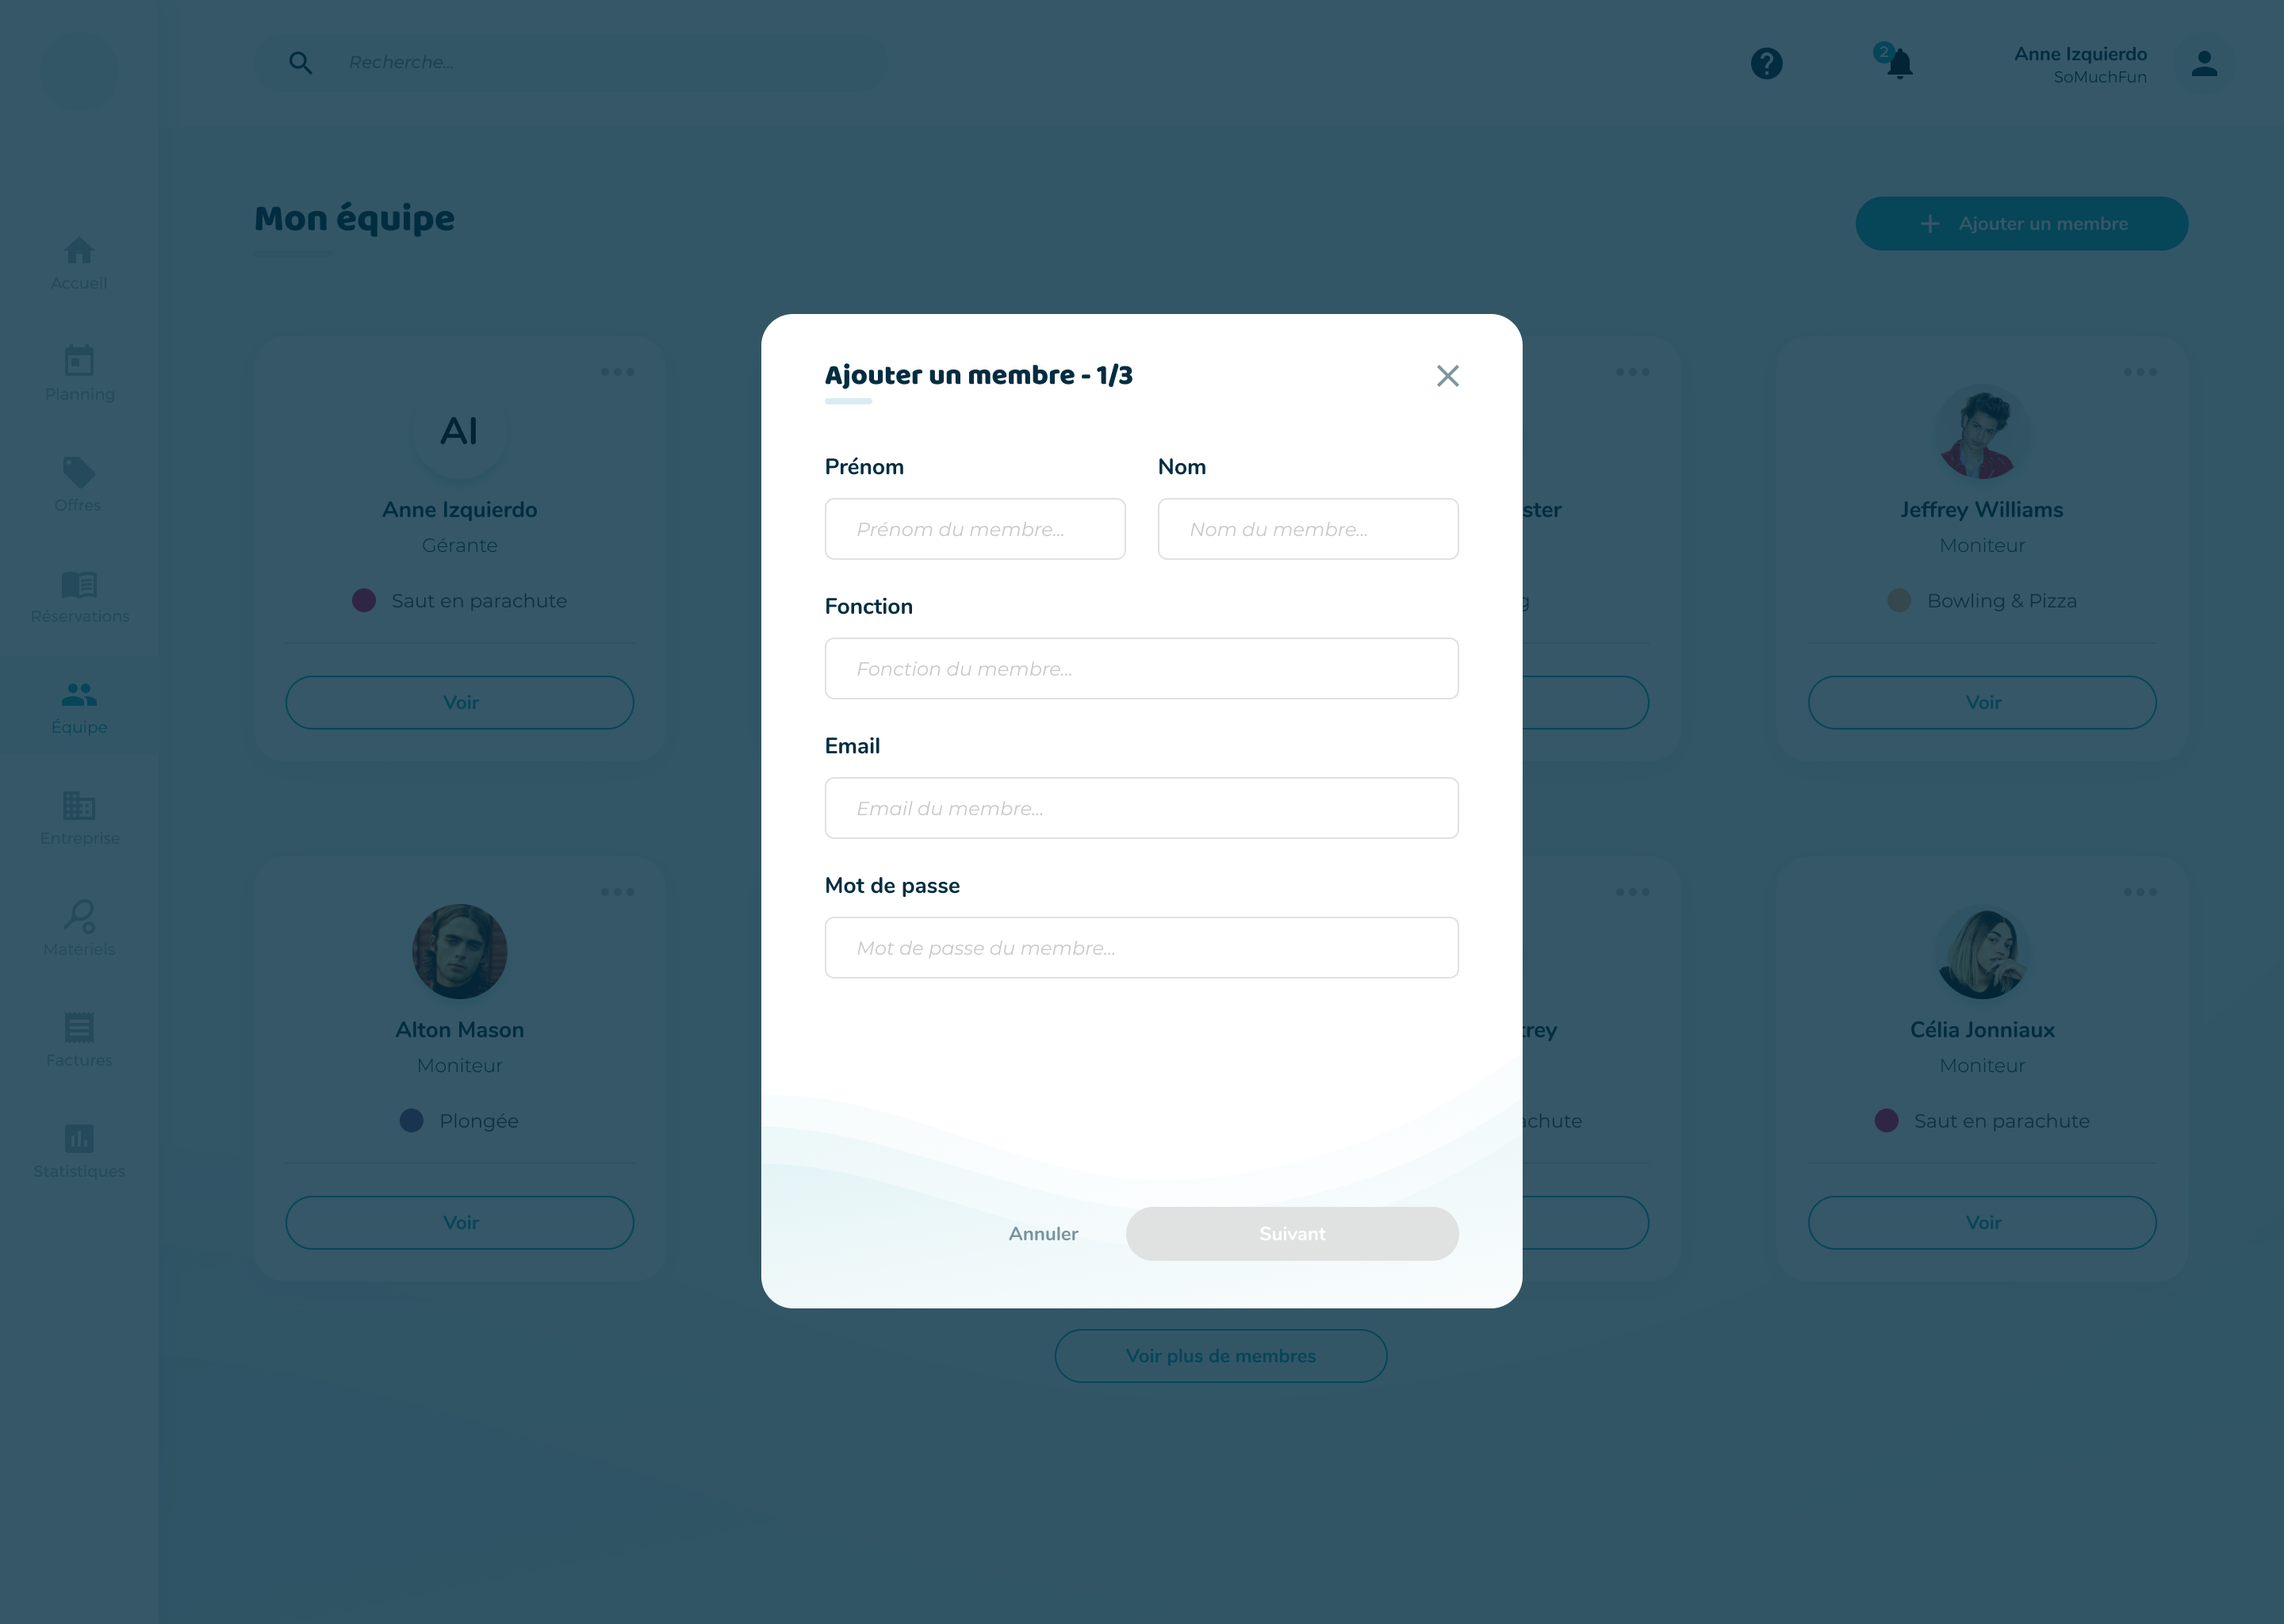 Recherche...
2
Anne Izquierdo
SoMuchFun
Mon équipe
Ajouter un membre
Accueil
Planning
Offres
Réservations
Équipe
Entreprise
Matériels
Factures
Statistiques
AI
Anne Izquierdo
Gérante
Saut en parachute
Voir
Jeffrey Williams
Moniteur
Bowling & Pizza
Voir
Alton Mason
Moniteur
Plongée
Voir
Célia Jonniaux
Moniteur
Saut en parachute
Voir
Voir plus de membres
Ajouter un membre - 1/3
Prénom
Nom
Prénom du membre...
Nom du membre...
Fonction
Fonction du membre...
Email
Email du membre...
Mot de passe
Mot de passe du membre...
Annuler
Suivant